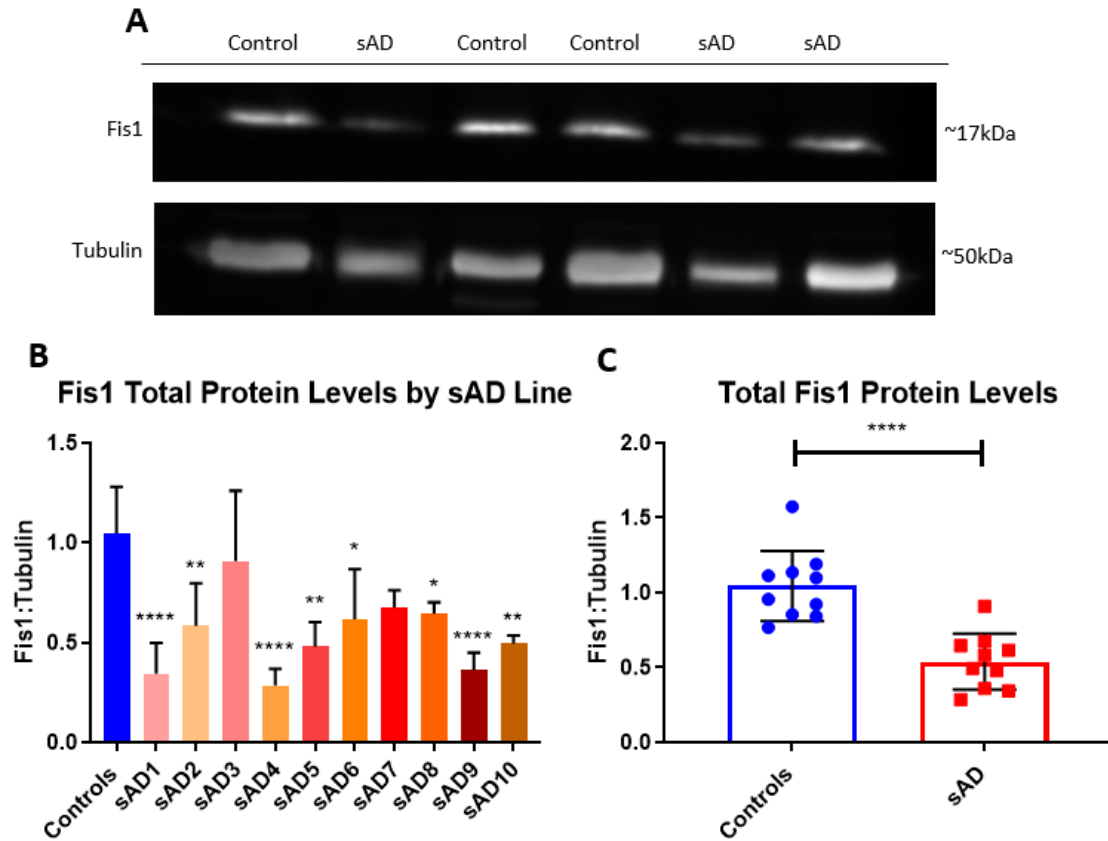 A
Control sAD Control Control sAD sAD
Fis1 ~17kDa
Tubulin ~50kDa
B
Fis1 Total Protein Levels by sAD Line
Fis1:Tubulin
1.5
1.0
0.5
0.0
**** ** **** ** * * **** **
Controls sAD1 sAD2 sAD3 sAD4 sAD5 sAD6 sAD7 sAD8 sAD9 sAD10
C
Total Fis1 Protein Levels
****
Fis1:Tubulin
2.0
1.5
1.0
0.5
0.0
Controls sAD